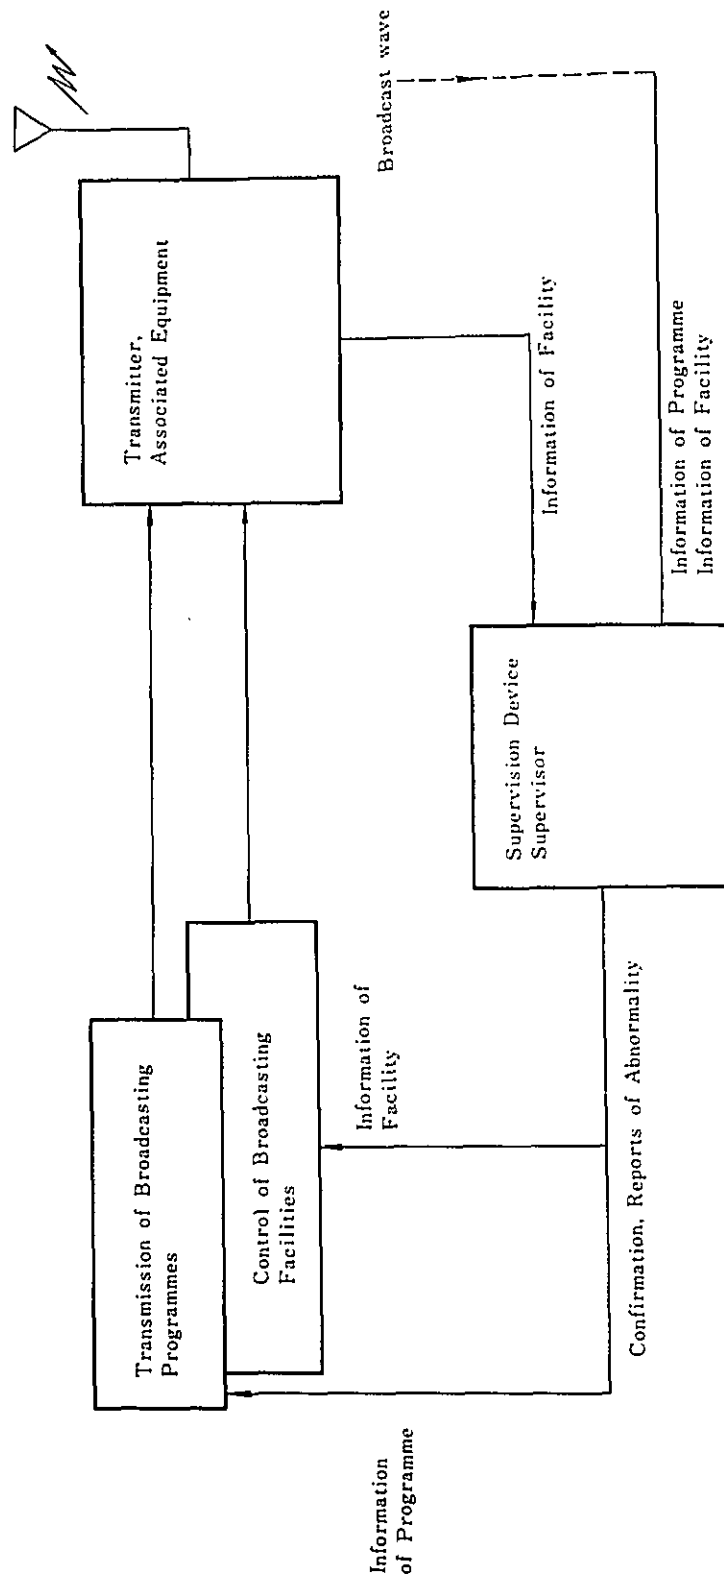 Transmission of Broadcasting
Programmes
Control of Broadcasting
Facilities
Transmitter,
Associated Equipment
Broadcast wave
Information of
Facility
Information of Facility
Information
of Programme
Supervision Device
Supervisor
Confirmation, Reports of Abnormality
Information of Programme
Information of Facility